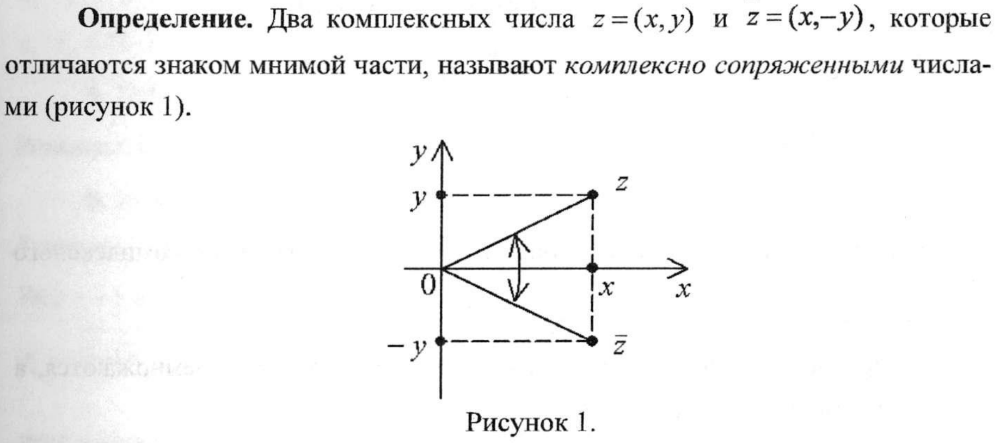 Определение. Два комплексных числа z = (x, y) и z = (x,−y), которые
отличаются знаком мнимой части, называют комплексно сопряженными числа-
ми (рисунок 1).
y
z
y
0
x
x
− y
z̄
Рисунок 1.